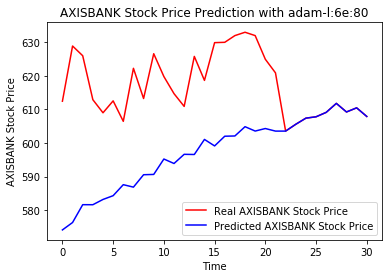 AXISBANK Stock Price Prediction with adam-l:6e:80
AXISBANK Stock Price
630
620
610
600
590
580
0 5 10 15 20 25 30
Time
Real AXISBANK Stock Price
Predicted AXISBANK Stock Price